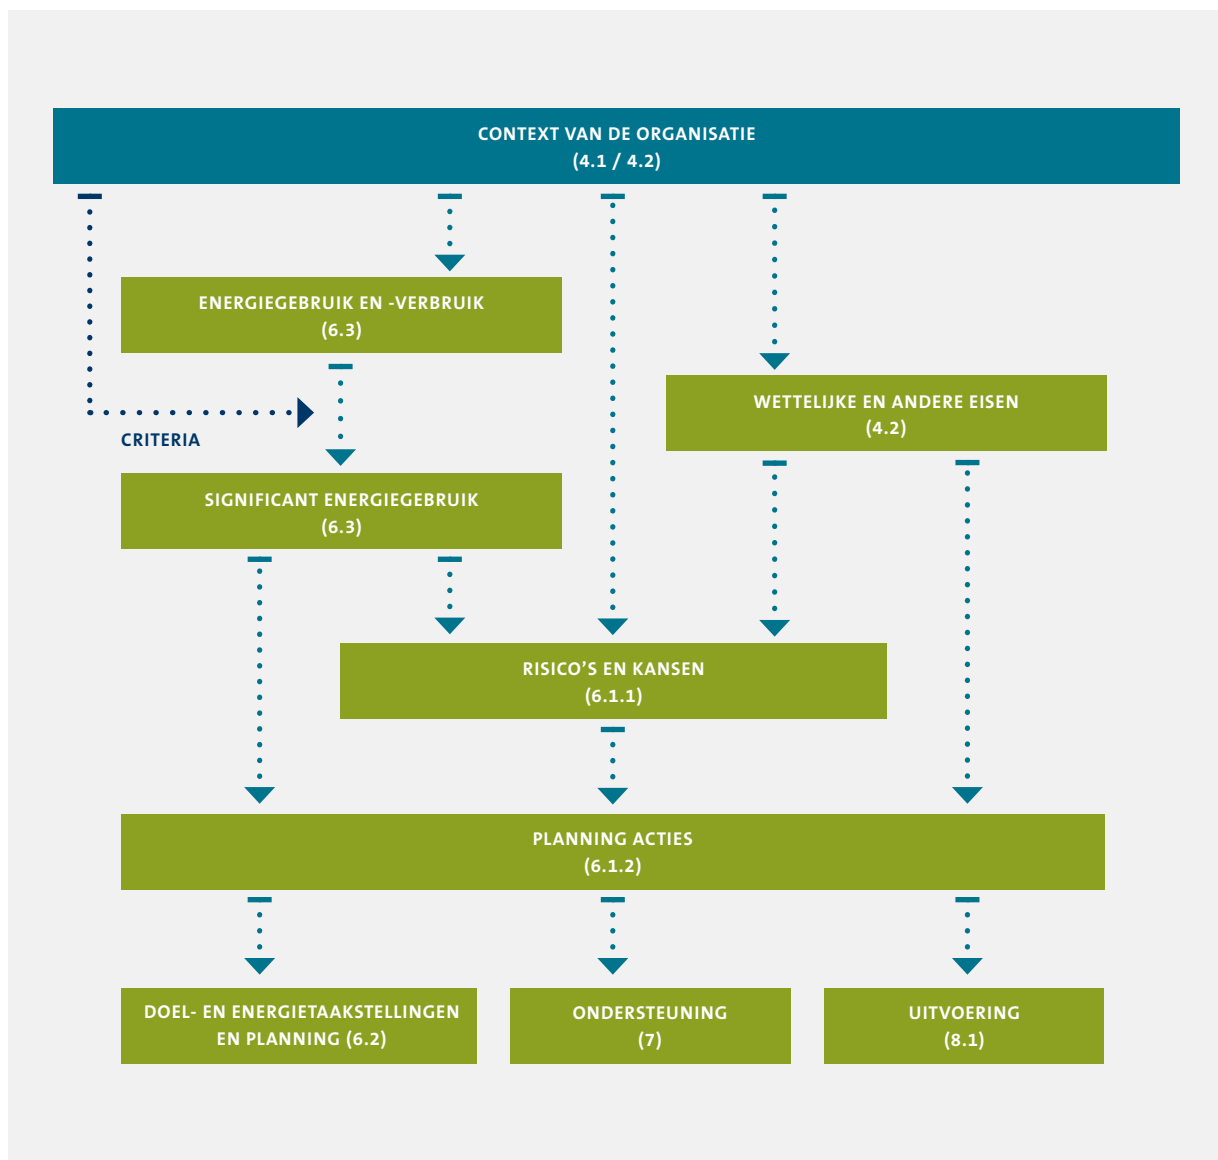 CONTEXT VAN DE ORGANISATIE
(4.1 / 4.2)
ENERGIEGEBRUIK EN -VERBRUIK
(6.3)
WETTELIJKE EN ANDERE EISEN
(4.2)
CRITERIA
SIGNIFICANT ENERGIEGEBRUIK
(6.3)
RISICO’S EN KANSEN
(6.1.1)
PLANNING ACTIES
(6.1.2)
DOEL- EN ENERGIETAAKSTELLINGEN
EN PLANNING (6.2)
ONDERSTEUNING
(7)
UITVOERING
(8.1)